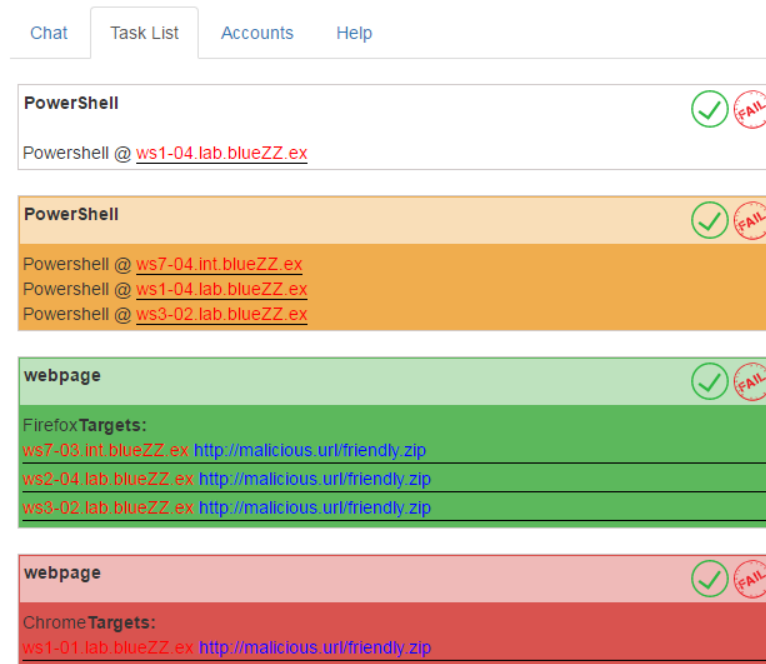 Chat Task List Accounts Help
PowerShell FAIL
Powershell @ ws1-04.lab.blueZZ.ex
PowerShell FAIL
Powershell @ ws7-04.int.blueZZ.ex
Powershell @ ws1-04.lab.blueZZ.ex
Powershell @ ws3-02.lab.blueZZ.ex
webpage FAIL
FirefoxTargets:
ws7-03.int.blueZZ.ex http://malicious.url/friendly.zip
ws2-04.lab.blueZZ.ex http://malicious.url/friendly.zip
ws3-02.lab.blueZZ.ex http://malicious.url/friendly.zip
webpage FAIL
ChromeTargets:
ws1-01.lab.blueZZ.ex http://malicious.url/friendly.zip